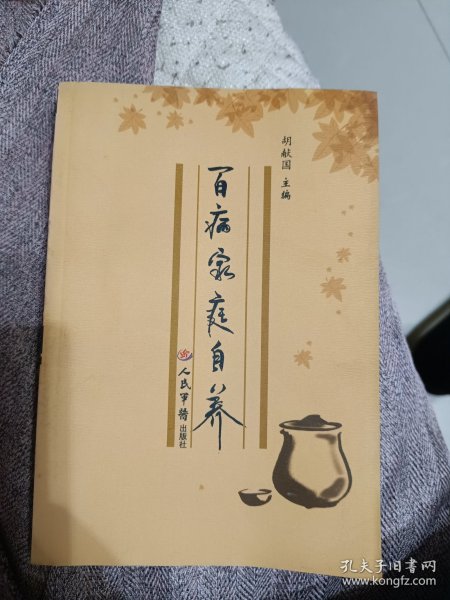 胡献国 主编
百病家庭自养
人民军医 出版社
孔夫子旧书网
www.kongfz.com